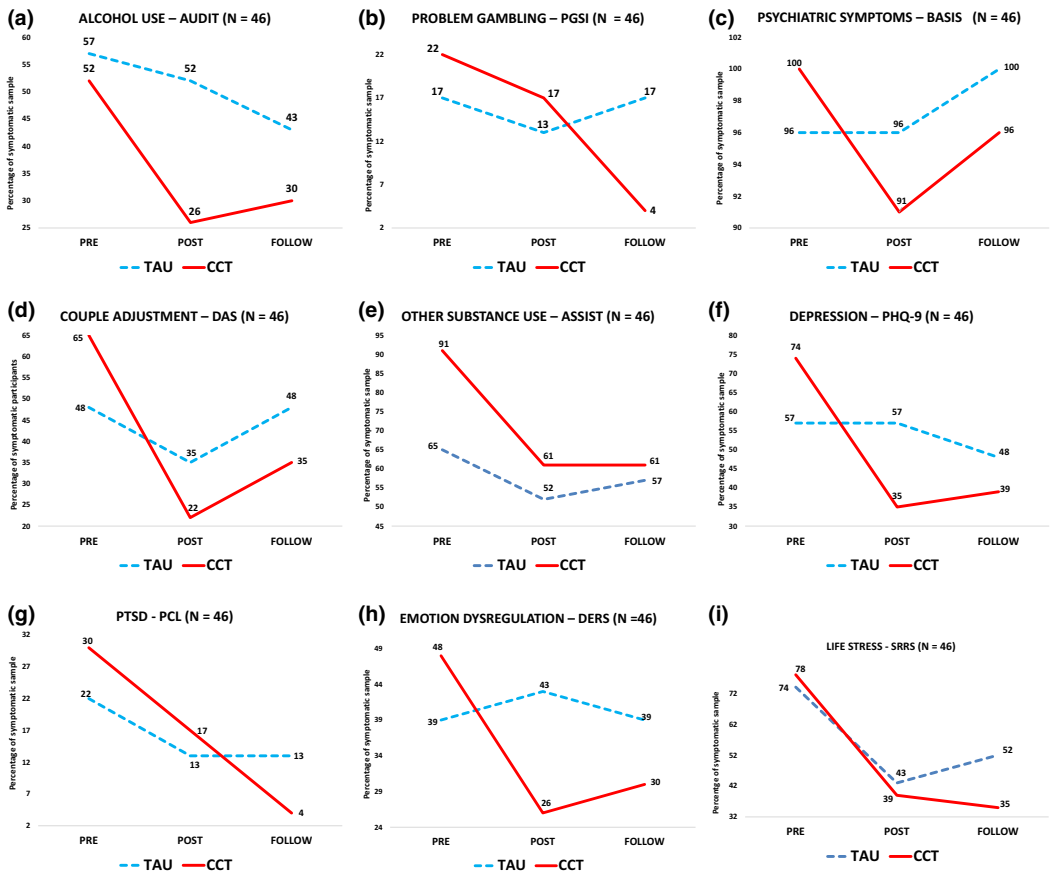 (a)
ALCOHOL USE – AUDIT (N = 46)
Percentage of symptomatic sample
60
55
50
45
40
35
30
25
57
52
52
43
26
30
PRE POST FOLLOW
TAU CCT
(b)
PROBLEM GAMBLING – PGSI (N = 46)
Percentage of symptomatic sample
22
17
12
7
2
22
17
17
13
17
4
PRE POST FOLLOW
TAU CCT
(c)
PSYCHIATRIC SYMPTOMS – BASIS (N = 46)
Percentage of symptomatic sample
102
100
98
96
94
92
90
100
96
96
91
100
96
PRE POST FOLLOW
TAU CCT
(d)
COUPLE ADJUSTMENT – DAS (N = 46)
Percentage of symptomatic participants
65
60
55
50
45
40
35
30
25
20
65
48
35
22
48
35
PRE POST FOLLOW
TAU CCT
(e)
OTHER SUBSTANCE USE – ASSIST (N = 46)
Percentage of symptomatic sample
95
90
85
80
75
70
65
60
55
50
45
91
65
61
52
61
57
PRE POST FOLLOW
TAU CCT
(f)
DEPRESSION – PHQ-9 (N = 46)
Percentage of symptomatic sample
80
75
70
65
60
55
50
45
40
35
30
74
57
57
35
48
39
PRE POST FOLLOW
TAU CCT
(g)
PTSD - PCL (N = 46)
Percentage of symptomatic sample
32
27
22
17
12
7
2
30
22
17
13
13
4
PRE POST FOLLOW
TAU CCT
(h)
EMOTION DYSREGULATION – DERS (N =46)
Percentage of symptomatic sample
49
44
39
34
29
24
48
39
43
26
39
30
PRE POST FOLLOW
TAU CCT
(i)
LIFE STRESS - SRRS (N = 46)
Percentge of symptomatic sample
72
62
52
42
32
78
74
43
39
52
35
PRE POST FOLLOW
TAU CCT